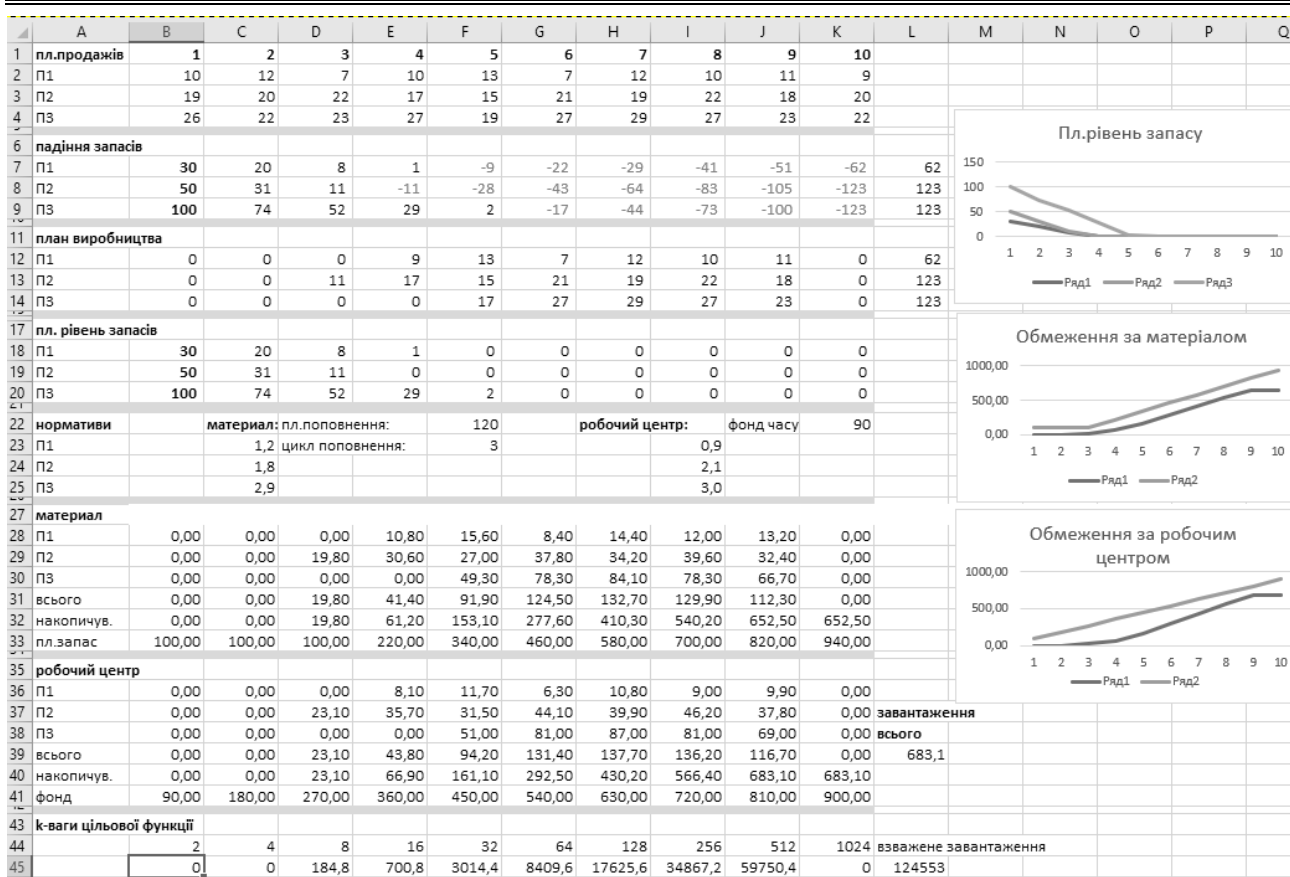 A B C D E F G H I J K L M N O P Q
1 пл.продажів 1 2 3 4 5 6 7 8 9 10
2 П1 10 12 7 10 13 7 12 10 11 9
3 П2 19 20 22 17 15 21 19 22 18 20
4 П3 26 22 23 27 19 27 29 27 23 22
6 падіння запасів
7 П1 30 20 8 1 -9 -22 -29 -41 -51 -62 62
8 П2 50 31 11 -11 -28 -43 -64 -83 -105 -123 123
9 П3 100 74 52 29 2 -17 -44 -73 -100 -123 123
11 план виробництва
12 П1 0 0 0 9 13 7 12 10 11 0 62
13 П2 0 0 11 17 15 21 19 22 18 0 123
14 П3 0 0 0 0 17 27 29 27 23 0 123
17 пл. рівень запасів
18 П1 30 20 8 1 0 0 0 0 0 0
19 П2 50 31 11 0 0 0 0 0 0 0
20 П3 100 74 52 29 2 0 0 0 0 0
22 нормативи материал: пл.поповнення: 120 робочий центр: фонд часу 90
23 П1 1,2 цикл поповнення: 3 0,9
24 П2 1,8 2,1
25 П3 2,9 3,0
27 материал
28 П1 0,00 0,00 0,00 10,80 15,60 8,40 14,40 12,00 13,20 0,00
29 П2 0,00 0,00 19,80 30,60 27,00 37,80 34,20 39,60 32,40 0,00
30 П3 0,00 0,00 0,00 0,00 49,30 78,30 84,10 78,30 66,70 0,00
31 всього 0,00 0,00 19,80 41,40 91,90 124,50 132,70 129,90 112,30 0,00
32 накопичув. 0,00 0,00 19,80 61,20 153,10 277,60 410,30 540,20 652,50 652,50
33 пл.запас 100,00 100,00 100,00 220,00 340,00 460,00 580,00 700,00 820,00 940,00
35 робочий центр
36 П1 0,00 0,00 0,00 8,10 11,70 6,30 10,80 9,00 9,90 0,00
37 П2 0,00 0,00 23,10 35,70 31,50 44,10 39,90 46,20 37,80 0,00 завантаження
38 П3 0,00 0,00 0,00 0,00 51,00 81,00 87,00 81,00 69,00 0,00 всього
39 всього 0,00 0,00 23,10 43,80 94,20 131,40 137,70 136,20 116,70 0,00 683,1
40 накопичув. 0,00 0,00 23,10 66,90 161,10 292,50 430,20 566,40 683,10 683,10
41 фонд 90,00 180,00 270,00 360,00 450,00 540,00 630,00 720,00 810,00 900,00
43 k-ваги цільової функції
44 2 4 8 16 32 64 128 256 512 1024 взважене завантаження
45 0 0 184,8 700,8 3014,4 8409,6 17625,6 34867,2 59750,4 0 124553
Пл.рівень запасу
150
100
50
0
1 2 3 4 5 6 7 8 9 10
Ряд1 Ряд2 Ряд3
Обмеження за матеріалом
1000,00
500,00
0,00
1 2 3 4 5 6 7 8 9 10
Ряд1 Ряд2
Обмеження за робочим
центром
1000,00
500,00
0,00
1 2 3 4 5 6 7 8 9 10
Ряд1 Ряд2